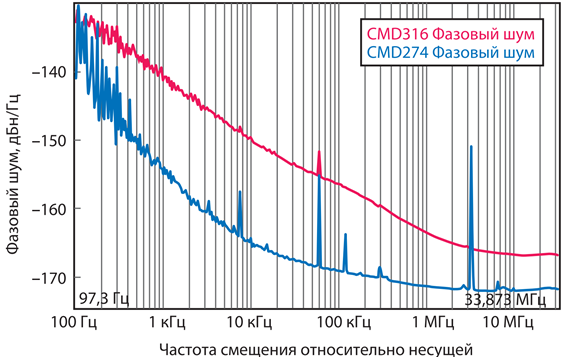 CMD316 Фазовый шум
CMD274 Фазовый шум
Фазовый шум, дБн/Гц
–140
–150
–160
–170
97,3 Гц
33,873 МГц
100 Гц
1 кГц
10 кГц
100 кГц
1 МГц
10 МГц
Частота смещения относительно несущей